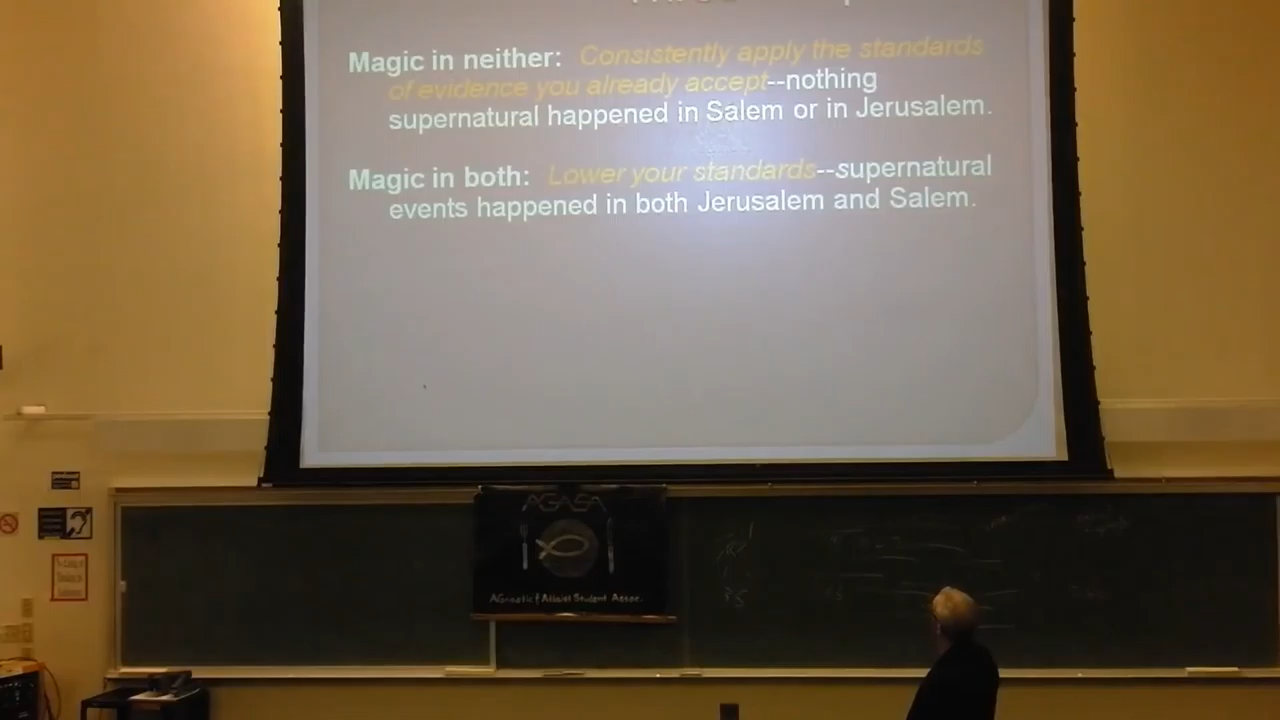 Magic in neither: Consistently apply the standards
of evidence you already accept--nothing
supernatural happened in Salem or in Jerusalem.
Magic in both: Lower your standards--supernatural
events happened in both Jerusalem and Salem.
AGASA
AGnostic & Atheist Student Assoc.